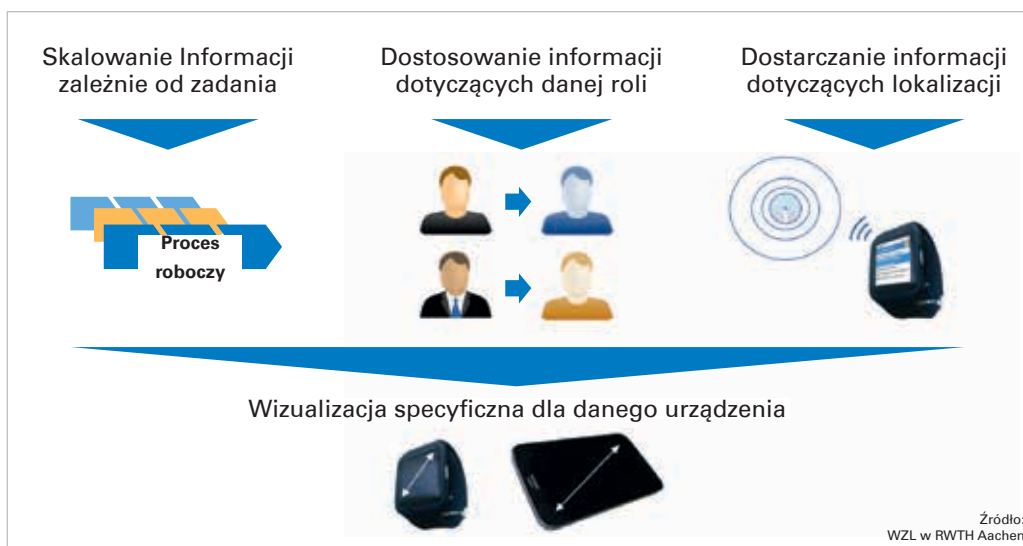 Skalowanie Informacji
zależnie od zadania
Dostosowanie informacji
dotyczących danej roli
Dostarczanie informacji
dotyczących lokalizacji
Proces
roboczy
Wizualizacja specyficzna dla danego urządzenia
Źródło:
WZL w RWTH Aachen